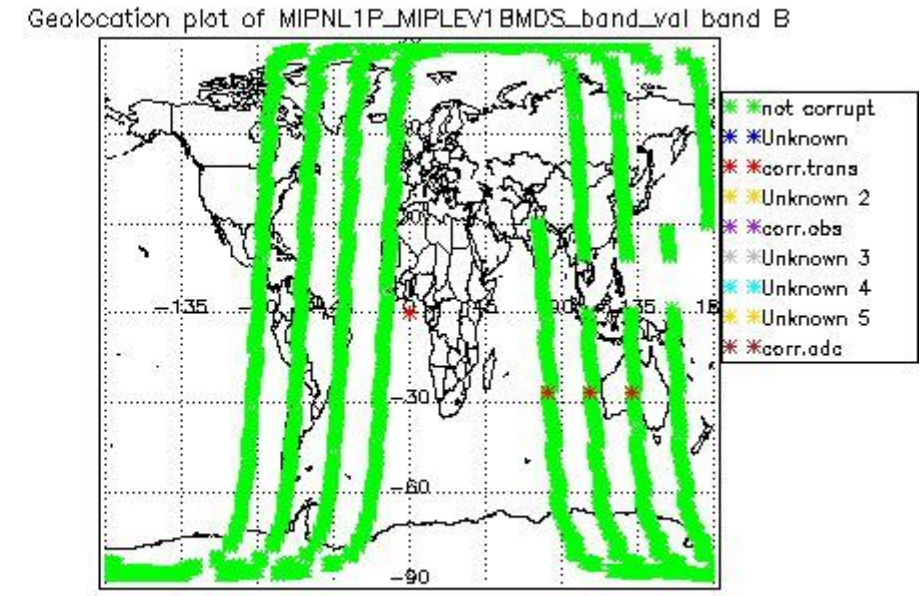 Geolocation plot of MIPNL1P_MIPLEV1BMDS_band_val band B
not corrupt
Unknown
corr.trans
Unknown 2
corr.obs
Unknown 3
Unknown 4
Unknown 5
corr.adc
-135
135
-30
-60
-90